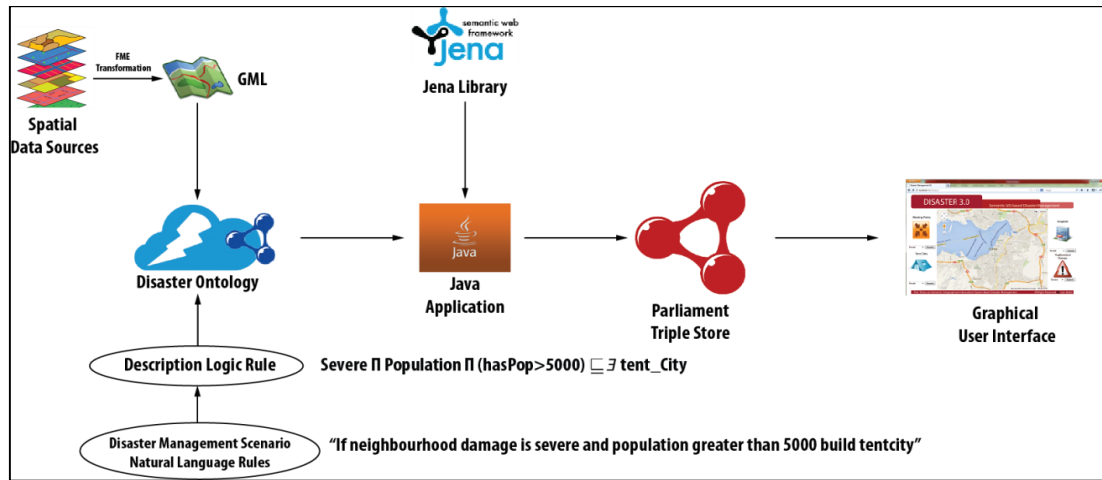 FME
Transformation
GML
Spatial
Data Sources
semantic web
framework
Jena
Jena Library
Disaster Ontology
Java
Java
Application
Parliament
Triple Store
DISASTER 3.0
Graphical
User Interface
Description Logic Rule
Severe Π Population Π (hasPop>5000) ⊑ ∃ tent_City
Disaster Management Scenario
Natural Language Rules
“If neighbourhood damage is severe and population greater than 5000 build tentcity”